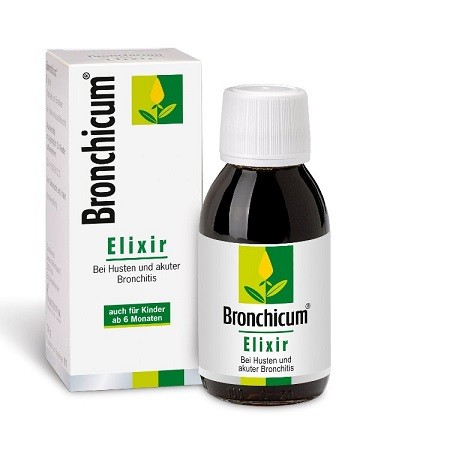 Bronchicum®
Elixir
Bei Husten und akuter
Bronchitis
auch für Kinder
ab 6 Monaten
Bronchicum®
Elixir
Bei Husten und
akuter Bronchitis